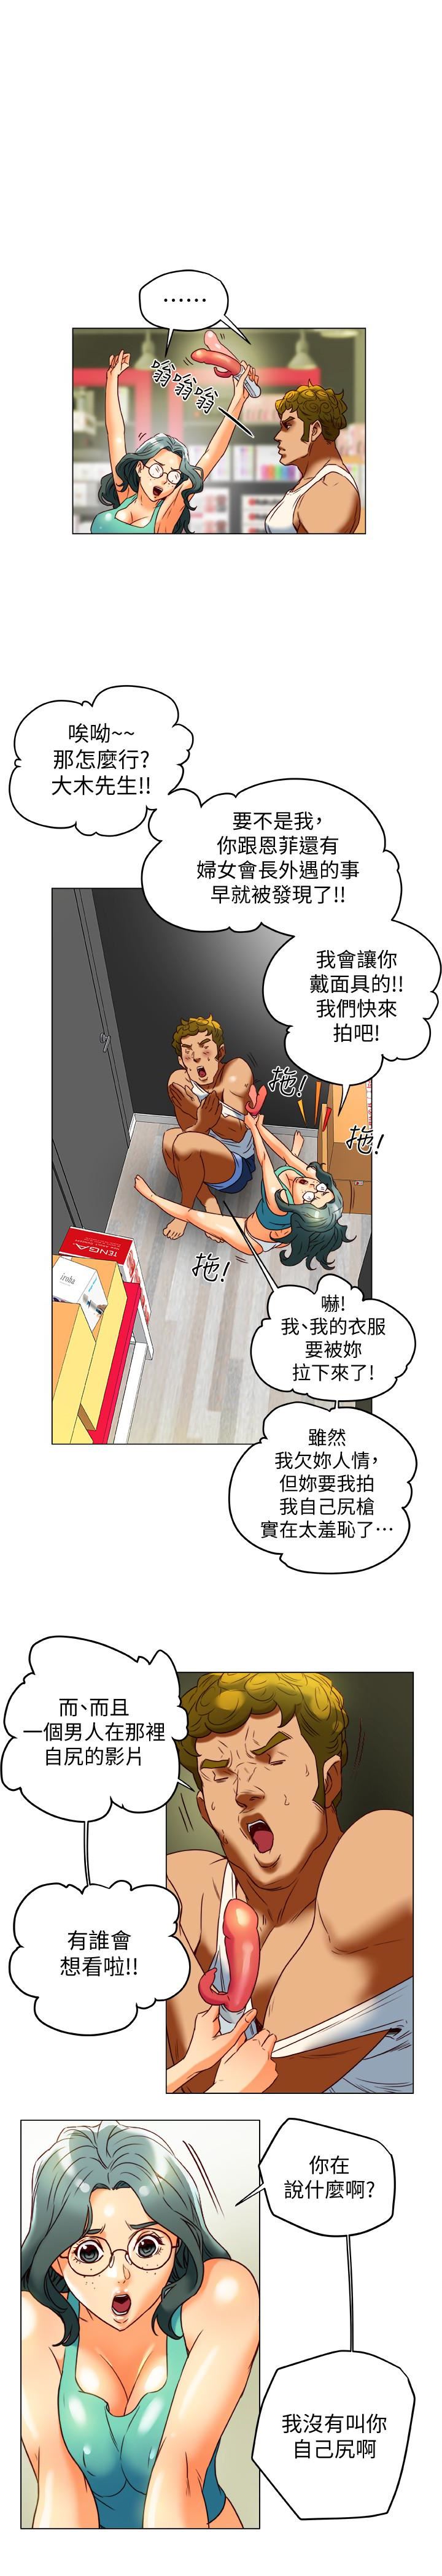 ⋯⋯
嗡嗡嗡
唉呦~~
那怎麼行?
大木先生!!
要不是我,
你跟恩菲還有
婦女會長外遇的事
早就被發現了!!
我會讓你
戴面具的!!
我們快來
拍吧!
拖!
拖!
拖!
TENGA
iroha
嚇!
我、我的衣服
要被妳
拉下來了!
雖然
我欠妳人情,
但妳要我拍
我自己尻槍
實在太羞恥了⋯
而、而且
一個男人在那裡
自尻的影片
有誰會
想看啦!!
你在
說什麼啊?
我沒有叫你
自己尻啊